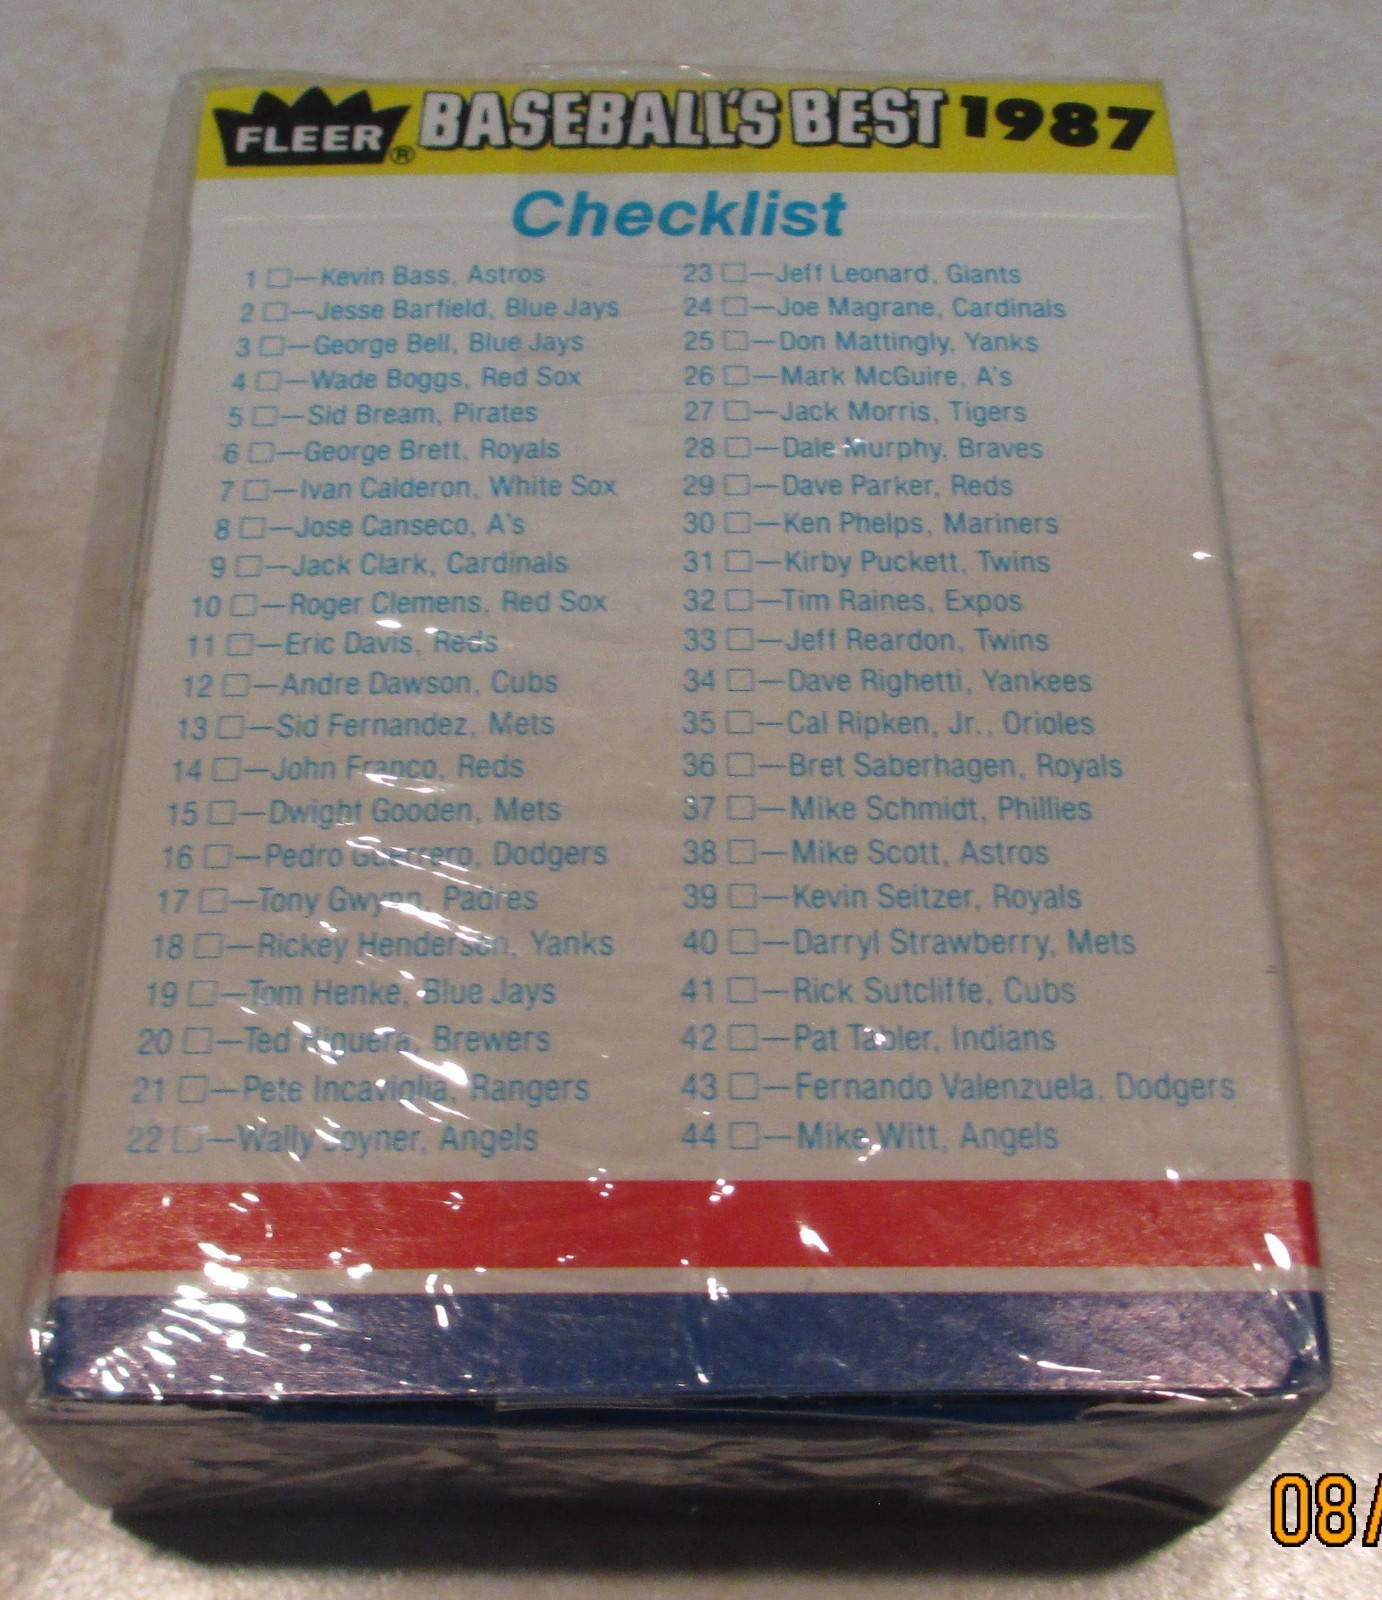 FLEER® BASEBALL'S BEST 1987
Checklist
1 □—Kevin Bass, Astros
2 □—Jesse Barfield, Blue Jays
3 □—George Bell, Blue Jays
4 □—Wade Boggs, Red Sox
5 □—Sid Bream, Pirates
6 □—George Brett, Royals
7 □—Ivan Calderon, White Sox
8 □—Jose Canseco, A's
9 □—Jack Clark, Cardinals
10 □—Roger Clemens, Red Sox
11 □—Eric Davis, Reds
12 □—Andre Dawson, Cubs
13 □—Sid Fernandez, Mets
14 □—John Franco, Reds
15 □—Dwight Gooden, Mets
16 □—Pedro Guerrero, Dodgers
17 □—Tony Gwynn, Padres
18 □—Rickey Henderson, Yanks
19 □—Tom Henke, Blue Jays
20 □—Ted Higuera, Brewers
21 □—Pete Incaviglia, Rangers
22 □—Wally Joyner, Angels
23 □—Jeff Leonard, Giants
24 □—Joe Magrane, Cardinals
25 □—Don Mattingly, Yanks
26 □—Mark McGuire, A's
27 □—Jack Morris, Tigers
28 □—Dale Murphy, Braves
29 □—Dave Parker, Reds
30 □—Ken Phelps, Mariners
31 □—Kirby Puckett, Twins
32 □—Tim Raines, Expos
33 □—Jeff Reardon, Twins
34 □—Dave Righetti, Yankees
35 □—Cal Ripken, Jr., Orioles
36 □—Bret Saberhagen, Royals
37 □—Mike Schmidt, Phillies
38 □—Mike Scott, Astros
39 □—Kevin Seitzer, Royals
40 □—Darryl Strawberry, Mets
41 □—Rick Sutcliffe, Cubs
42 □—Pat Tabler, Indians
43 □—Fernando Valenzuela, Dodgers
44 □—Mike Witt, Angels
08/